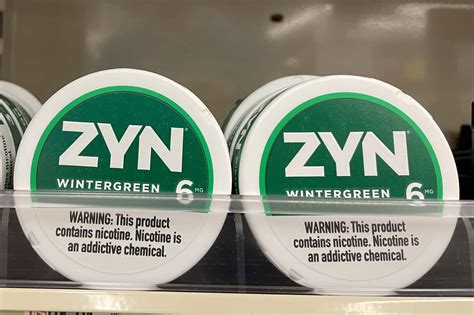 ZYN®
WINTERGREEN 6 MG
WARNING: This product
contains nicotine. Nicotine is
an addictive chemical.
ZYN®
WINTERGREEN 6 MG
WARNING: This product
contains nicotine. Nicotine is
an addictive chemical.